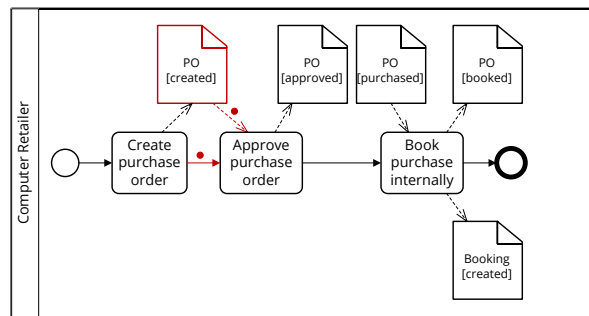 Computer Retailer
PO
[created]
PO
[approved]
PO
[purchased]
PO
[booked]
Create
purchase
order
Approve
purchase
order
Book
purchase
internally
Booking
[created]